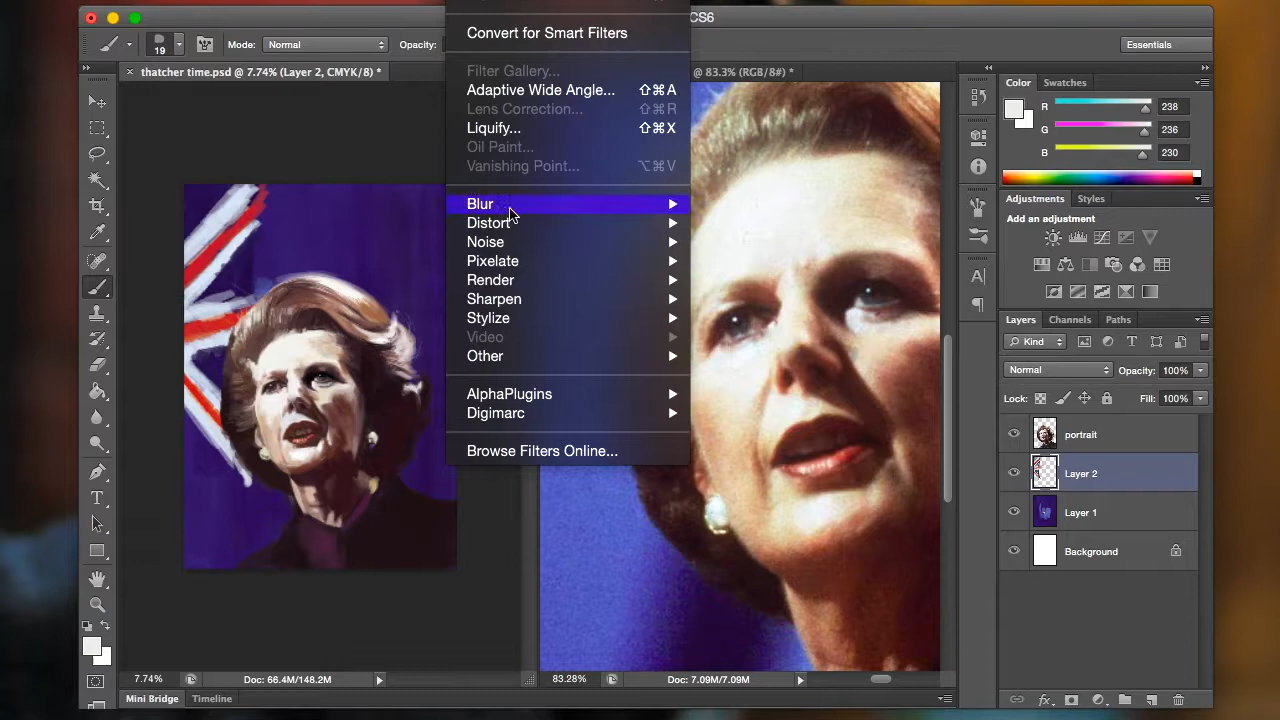 CS6
19
Mode:
Normal
Opacity:
Essentials
thatcher time.psd @ 7.74% (Layer 2, CMYK/8) *
@ 83.3% (RGB/8#) *
Convert for Smart Filters
Filter Gallery...
Adaptive Wide Angle... ⇧⌘A
Lens Correction... ⇧⌘R
Liquify... ⇧⌘X
Oil Paint...
Vanishing Point... ⌥⌘V
Blur
Distort
Noise
Pixelate
Render
Sharpen
Stylize
Video
Other
AlphaPlugins
Digimarc
Browse Filters Online...
Color Swatches
R 238
G 236
B 230
Adjustments Styles
Add an adjustment
Layers Channels Paths
Kind
Normal Opacity: 100%
Lock: Fill: 100%
portrait
Layer 2
Layer 1
Background
7.74% Doc: 66.4M/148.2M
83.28% Doc: 7.09M/7.09M
Mini Bridge Timeline